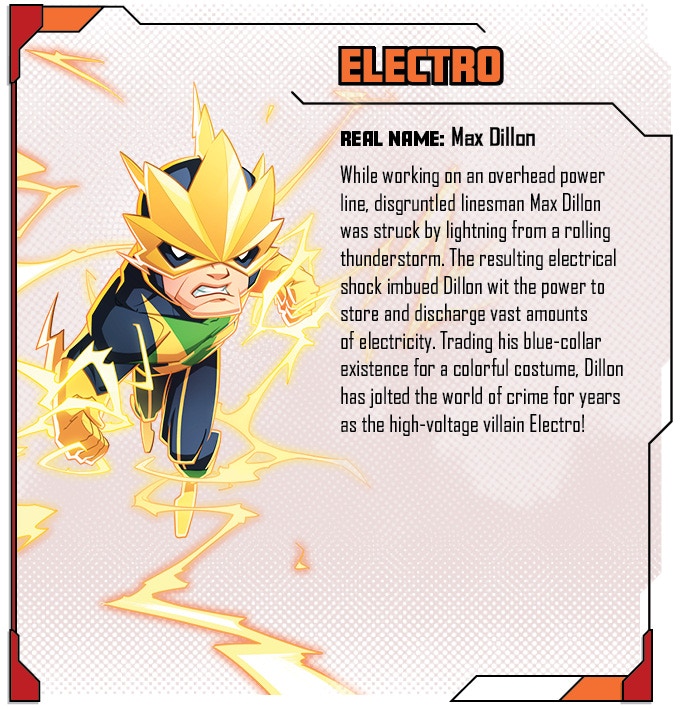 ELECTRO
REAL NAME: Max Dillon
While working on an overhead power
line, disgruntled linesman Max Dillon
was struck by lightning from a rolling
thunderstorm. The resulting electrical
shock imbued Dillon wit the power to
store and discharge vast amounts
of electricity. Trading his blue-collar
existence for a colorful costume, Dillon
has jolted the world of crime for years
as the high-voltage villain Electro!